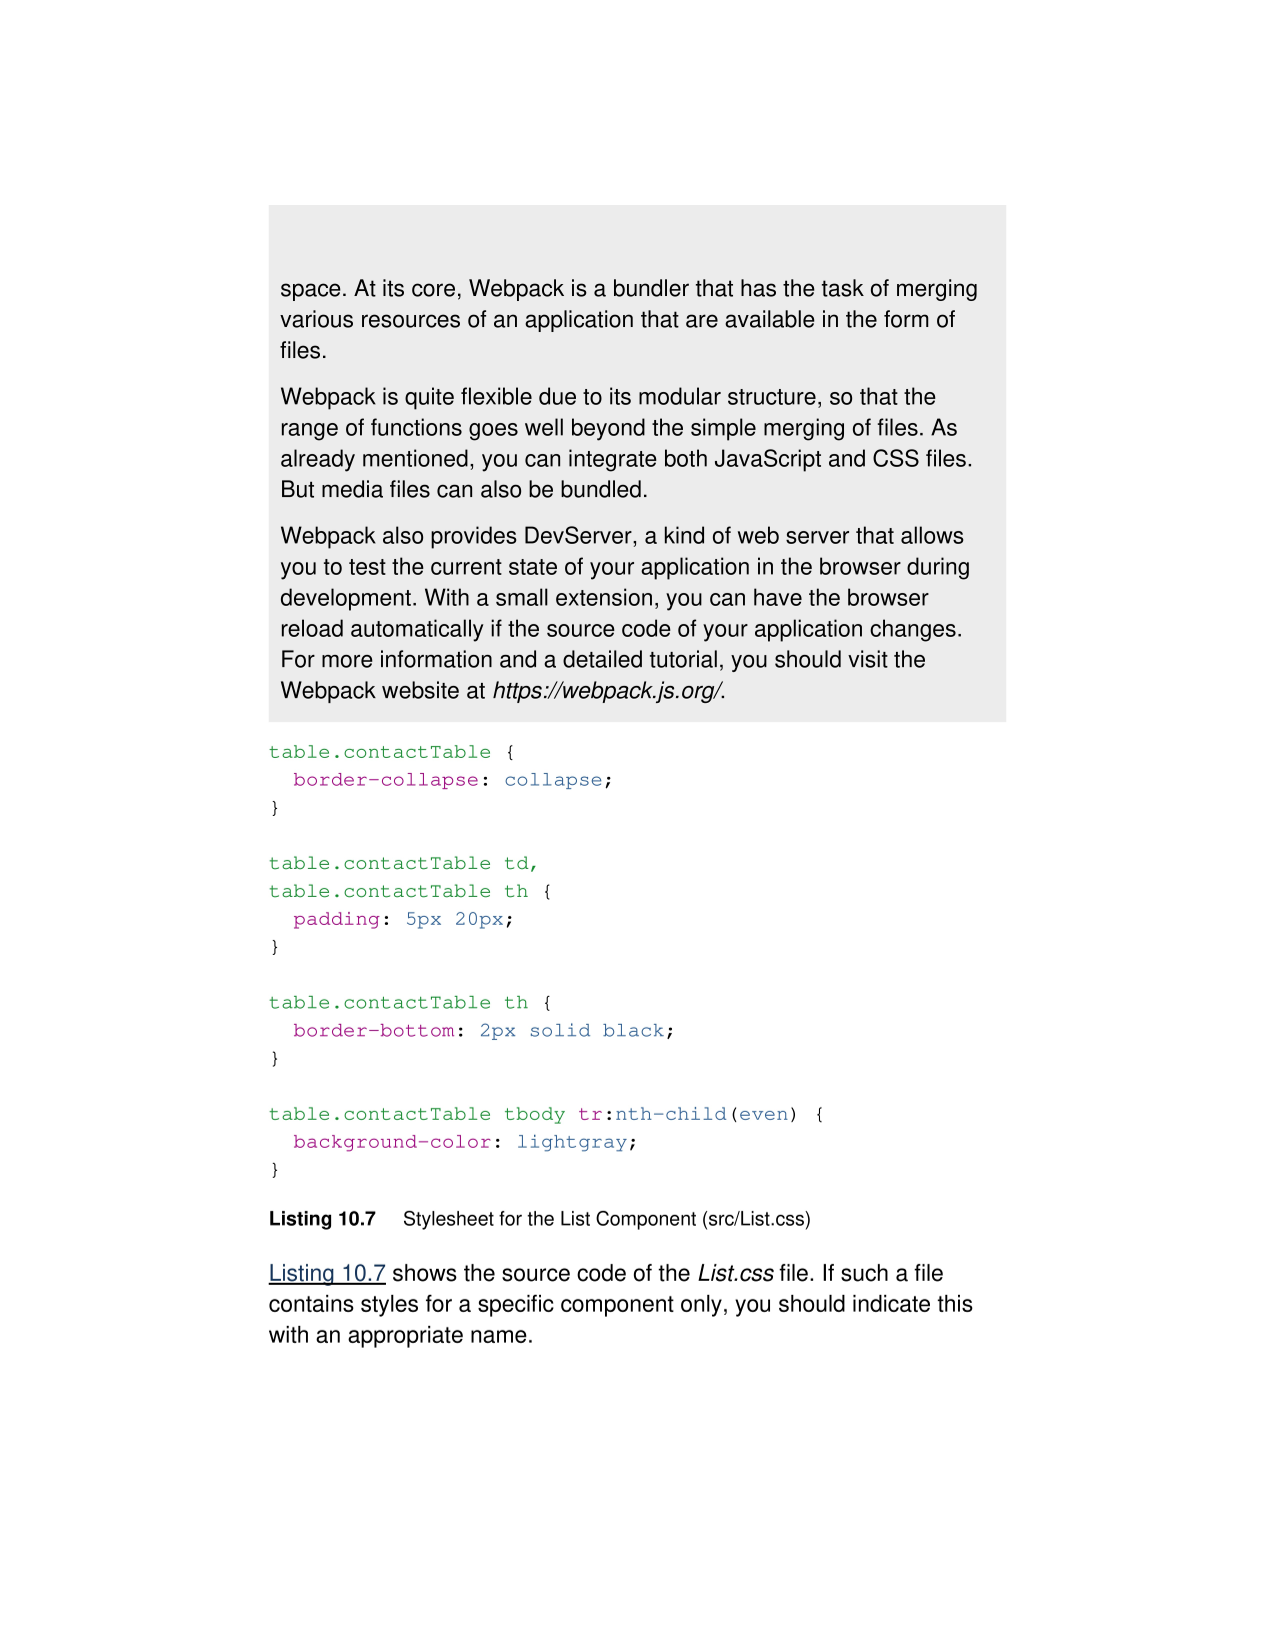 space. At its core, Webpack is a bundler that has the task of merging
various resources of an application that are available in the form of
files.
Webpack is quite flexible due to its modular structure, so that the
range of functions goes well beyond the simple merging of files. As
already mentioned, you can integrate both JavaScript and CSS files.
But media files can also be bundled.
Webpack also provides DevServer, a kind of web server that allows
you to test the current state of your application in the browser during
development. With a small extension, you can have the browser
reload automatically if the source code of your application changes.
For more information and a detailed tutorial, you should visit the
Webpack website at https://webpack.js.org/.
table.contactTable {
  border-collapse: collapse;
}
table.contactTable td,
table.contactTable th {
  padding: 5px 20px;
}
table.contactTable th {
  border-bottom: 2px solid black;
}
table.contactTable tbody tr:nth-child(even) {
  background-color: lightgray;
}
Listing 10.7 Stylesheet for the List Component (src/List.css)
Listing 10.7 shows the source code of the List.css file. If such a file
contains styles for a specific component only, you should indicate this
with an appropriate name.